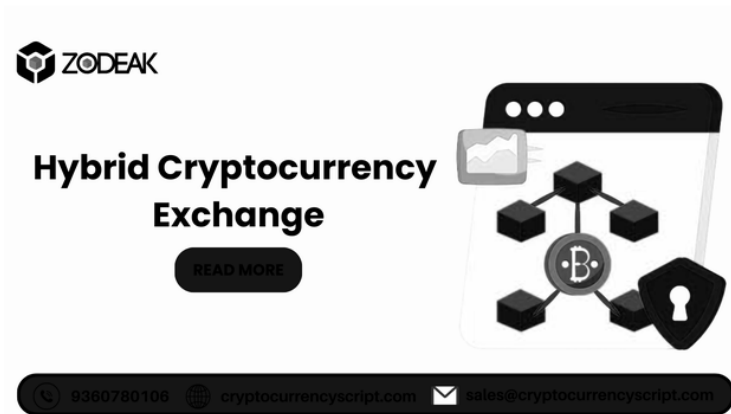 ZODEAK
Hybrid Cryptocurrency
Exchange
READ MORE
9360780106 cryptocurrencyscript.com sales@cryptocurrencyscript.com